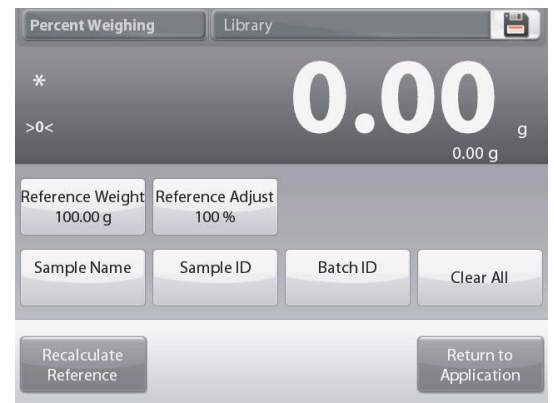 Percent Weighing
Library
*
>0<
0.00 g
0.00 g
Reference Weight
100.00 g
Reference Adjust
100 %
Sample Name
Sample ID
Batch ID
Clear All
Recalculate
Reference
Return to
Application